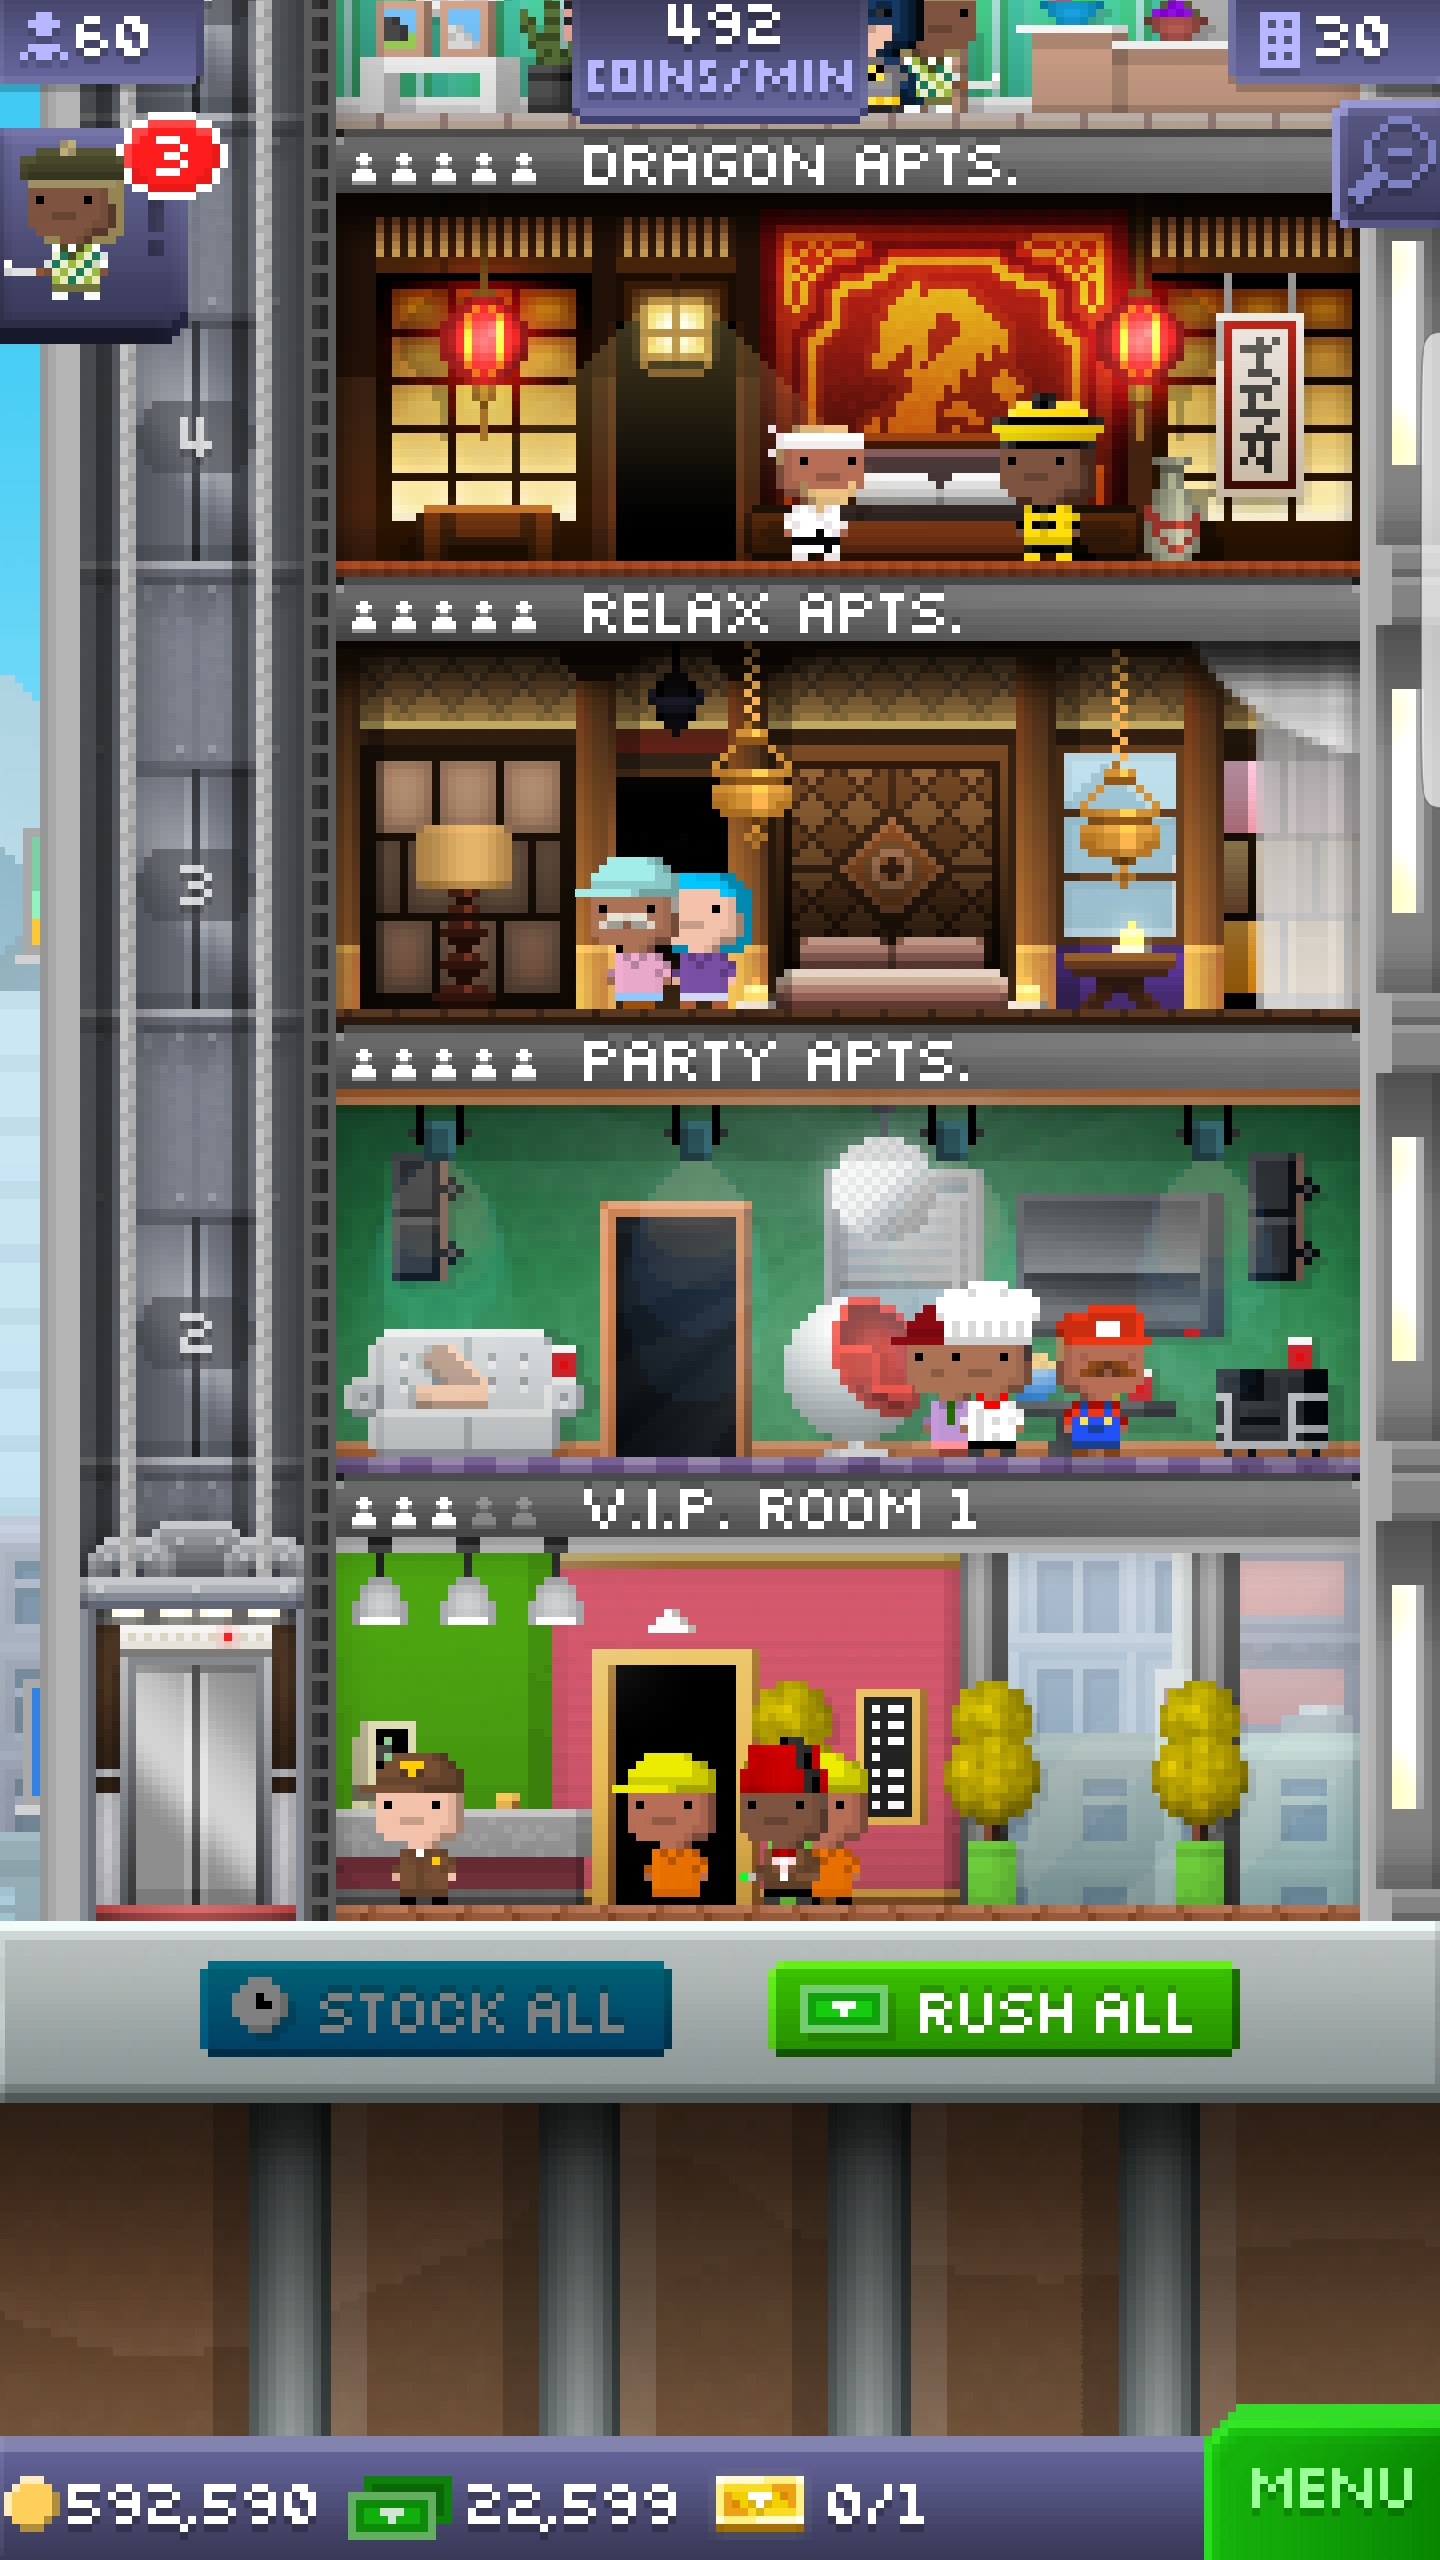 60
492
COINS/MIN
30
3
DRAGON APTS.
4
RELAX APTS.
3
PARTY APTS.
2
V.I.P. ROOM 1
STOCK ALL
RUSH ALL
592,590
22,599
0/1
MENU